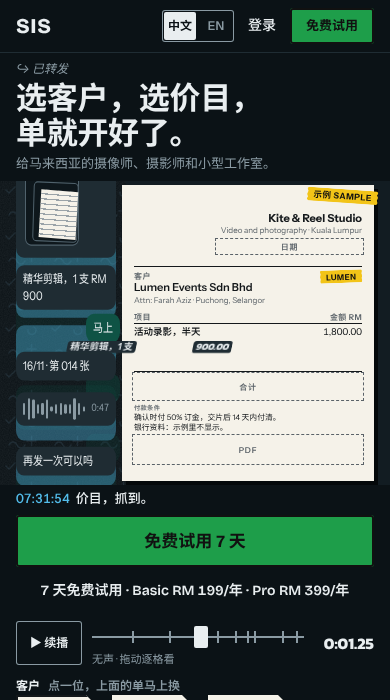 SIS
中文 EN 登录 免费试用
↪ 已转发
选客户，选价目，
单就开好了。
给马来西亚的摄像师、摄影师和小型工作室。
精华剪辑，1 支 RM
900
马上
精华剪辑，1支
16/11 · 第 014 张
0:47
再发一次可以吗
示例 SAMPLE
Kite & Reel Studio
Video and photography · Kuala Lumpur
日期
客户
LUMEN
Lumen Events Sdn Bhd
Attn: Farah Aziz · Puchong, Selangor
项目 金额 RM
活动录影，半天 1,800.00
900.00
合计
付款条件
确认时付 50% 订金，交片后 14 天内付清。
银行资料：示例里不显示。
PDF
07:31:54 价目，抓到。
免费试用 7 天
7 天免费试用 · Basic RM 199/年 · Pro RM 399/年
▶ 续播
0:01.25
无声 · 拖动逐格看
客户 点一位，上面的单马上换